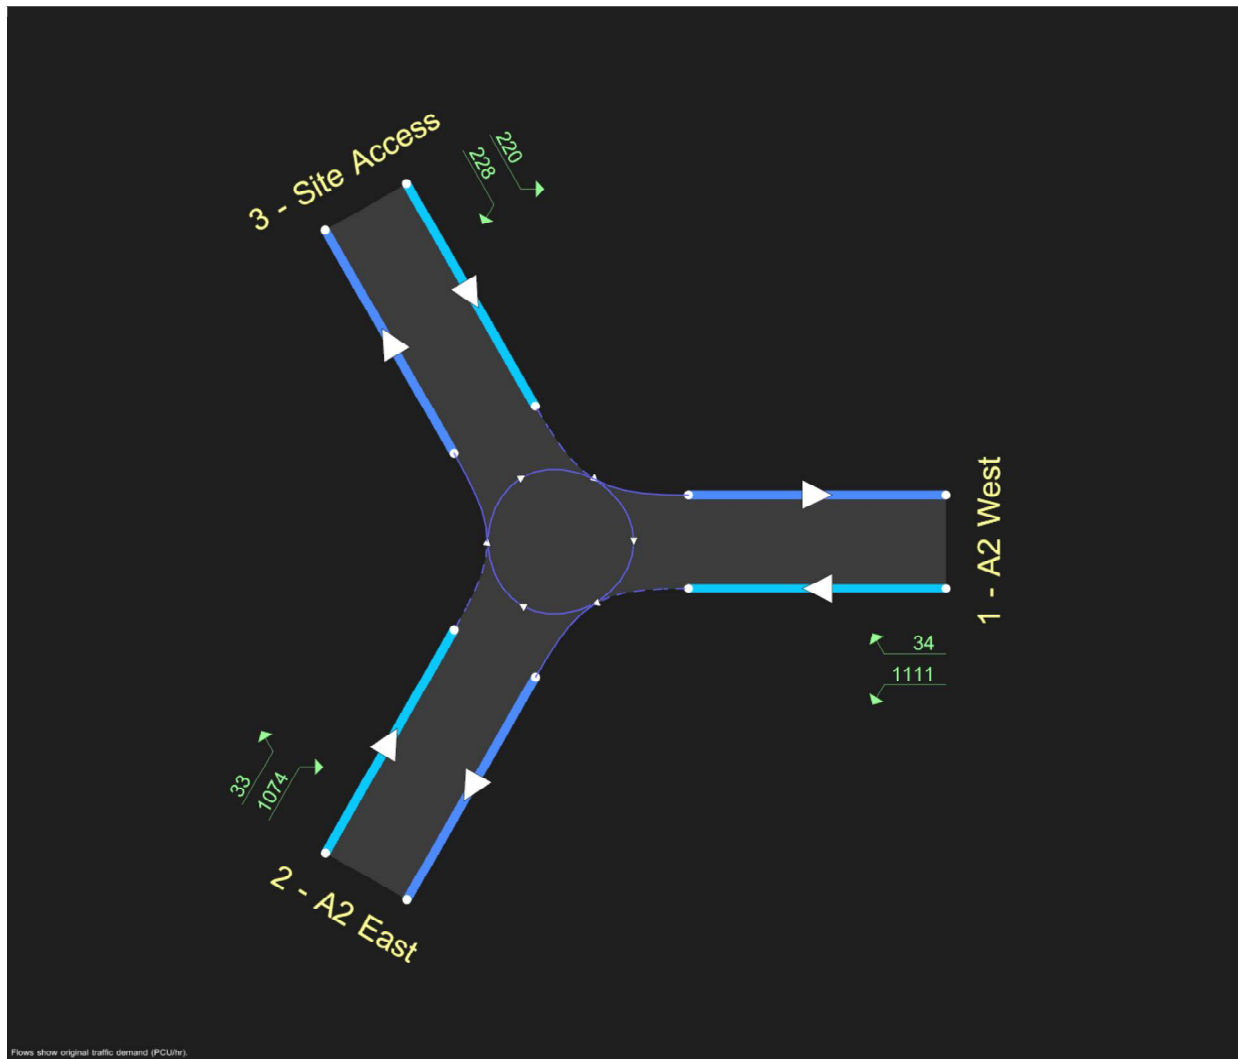 3 - Site Access
220
228
1 - A2 West
34
1111
33
1074
2 - A2 East
Flows show original traffic demand (PCU/hr).